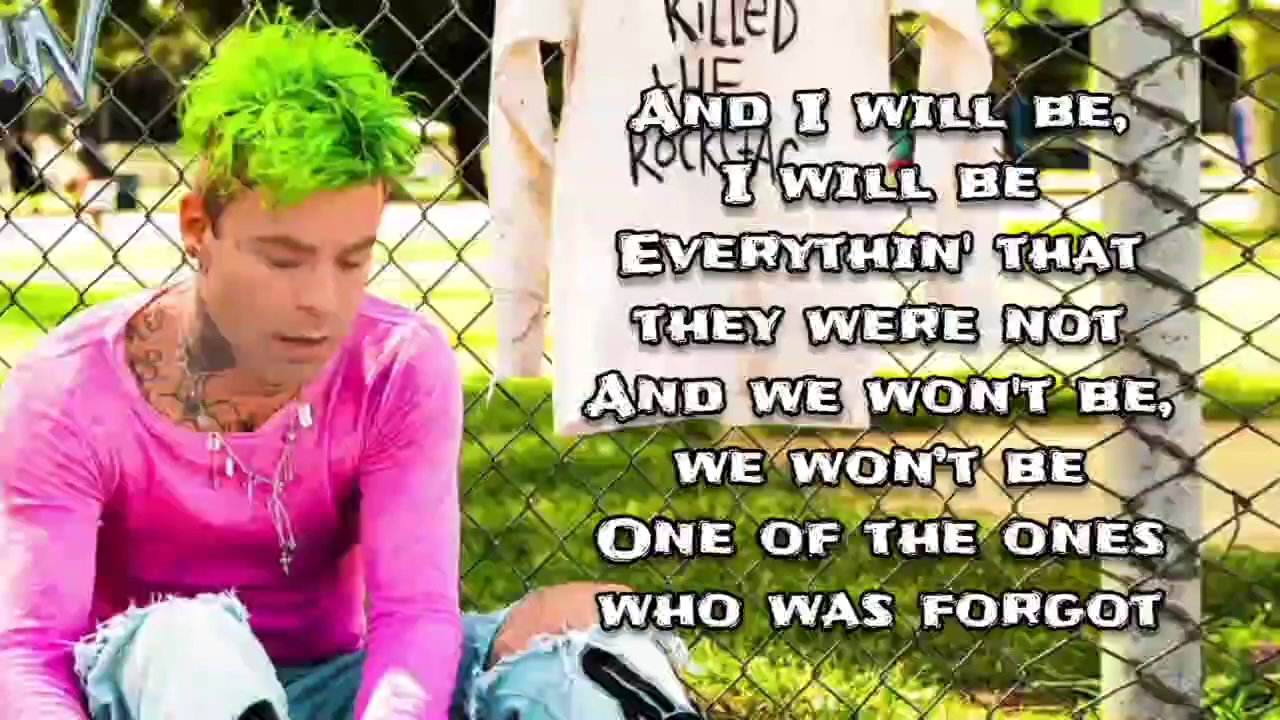 KiLLeD
THE
AND I WILL BE,
I WILL BE
EVERYTHIN' THAT
THEY WERE NOT
AND WE WON'T BE,
WE WON'T BE
ONE OF THE ONES
WHO WAS FORGOT